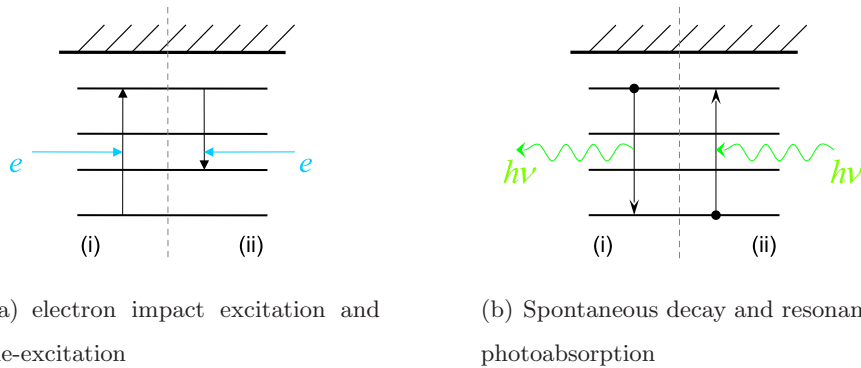 e
e
(i)
(ii)
a) electron impact excitation and
e-excitation
hν
hν
(i)
(ii)
(b) Spontaneous decay and resonan
photoabsorption